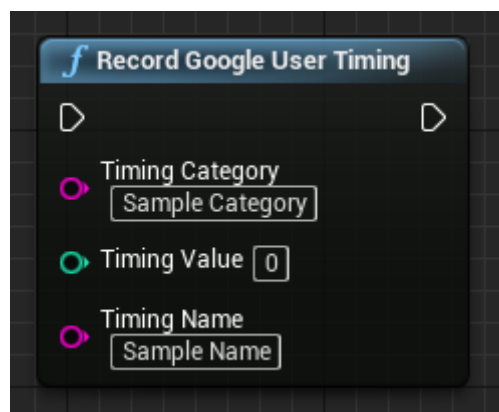 f Record Google User Timing
Timing Category
Sample Category
Timing Value 0
Timing Name
Sample Name